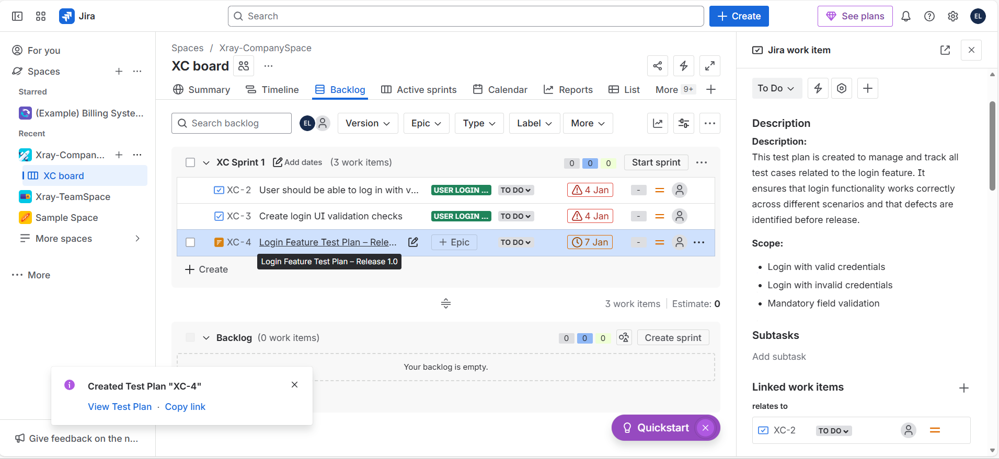 Jira
Search
Create
See plans
EL
For you
Spaces
Starred
(Example) Billing Syste...
Recent
Xray-Compan...
XC board
Xray-TeamSpace
Sample Space
More spaces
More
Give feedback on the n...
Spaces / Xray-CompanySpace
XC board
Summary
Timeline
Backlog
Active sprints
Calendar
Reports
List
More 9+
Search backlog
EL
Version
Epic
Type
Label
More
XC Sprint 1 Add dates (3 work items)
0 0 0 Start sprint
XC-2 User should be able to log in with v... USER LOGIN ... TO DO 4 Jan -
XC-3 Create login UI validation checks USER LOGIN ... TO DO 4 Jan -
XC-4 Login Feature Test Plan – Rele... + Epic TO DO 7 Jan -
Login Feature Test Plan – Release 1.0
Create
3 work items Estimate: 0
Backlog (0 work items)
0 0 0 Create sprint
Your backlog is empty.
Created Test Plan "XC-4"
View Test Plan · Copy link
Quickstart
Jira work item
To Do
Description
Description:
This test plan is created to manage and track all
test cases related to the login feature. It
ensures that login functionality works correctly
across different scenarios and that defects are
identified before release.
Scope:
• Login with valid credentials
• Login with invalid credentials
• Mandatory field validation
Subtasks
Add subtask
Linked work items
relates to
XC-2 TO DO